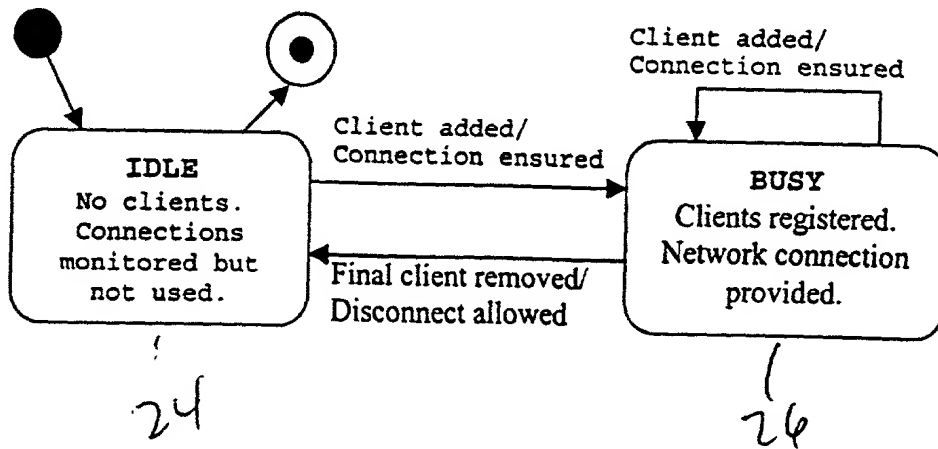 Client added/
Connection ensured
Client added/
Connection ensured
IDLE
No clients.
Connections
monitored but
not used.
BUSY
Clients registered.
Network connection
provided.
Final client removed/
Disconnect allowed
24
26